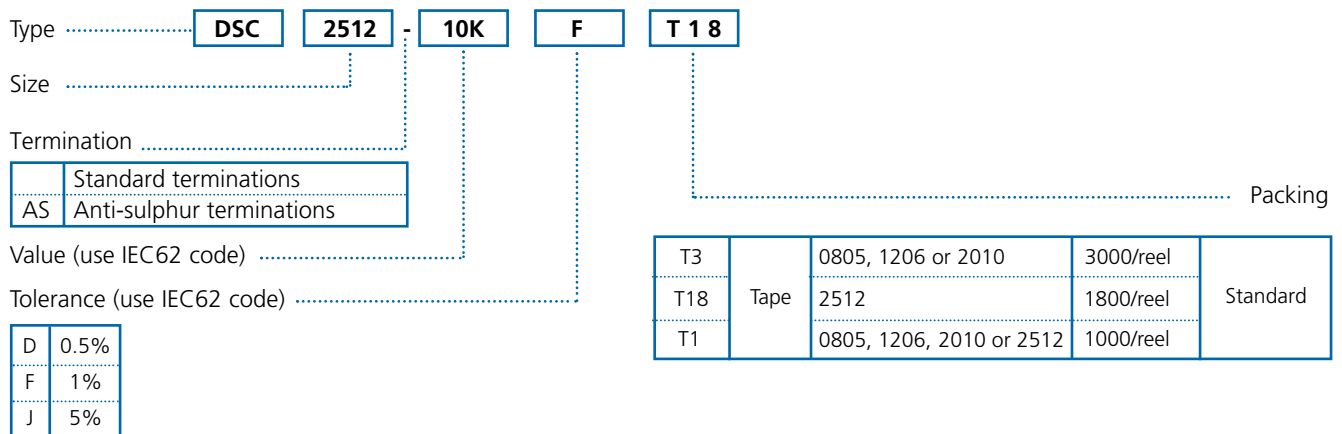 Type DSC 2512 - 10K F T 1 8
Size
Termination
Standard terminations
AS Anti-sulphur terminations
Packing
Value (use IEC62 code)
Tolerance (use IEC62 code)
D 0.5%
F 1%
J 5%
T3 Tape 0805, 1206 or 2010 3000/reel Standard
T18 2512 1800/reel
T1 0805, 1206, 2010 or 2512 1000/reel